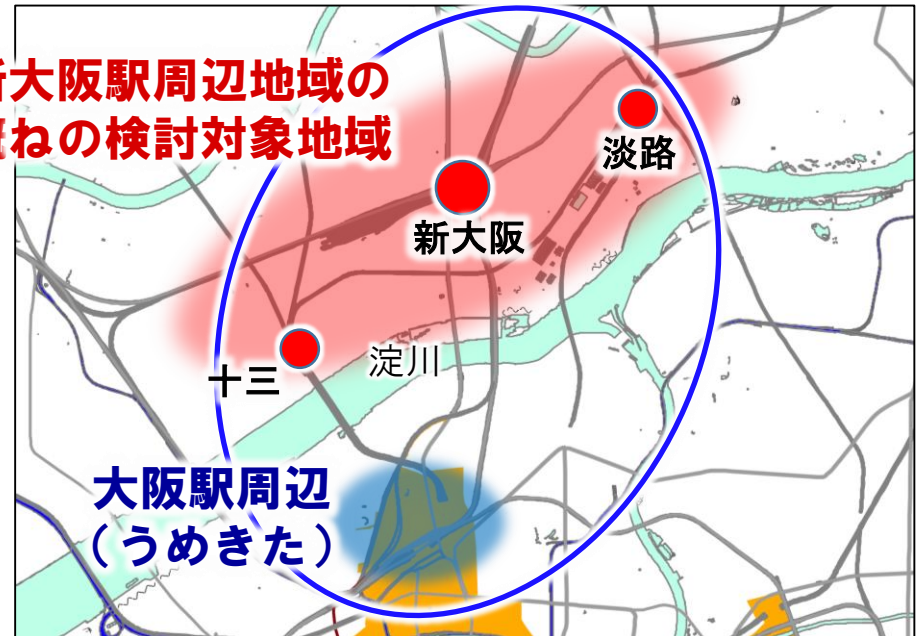 新大阪駅周辺地域の
概ねの検討対象地域
淡路
新大阪
淀川
十三
大阪駅周辺
(うめきた)